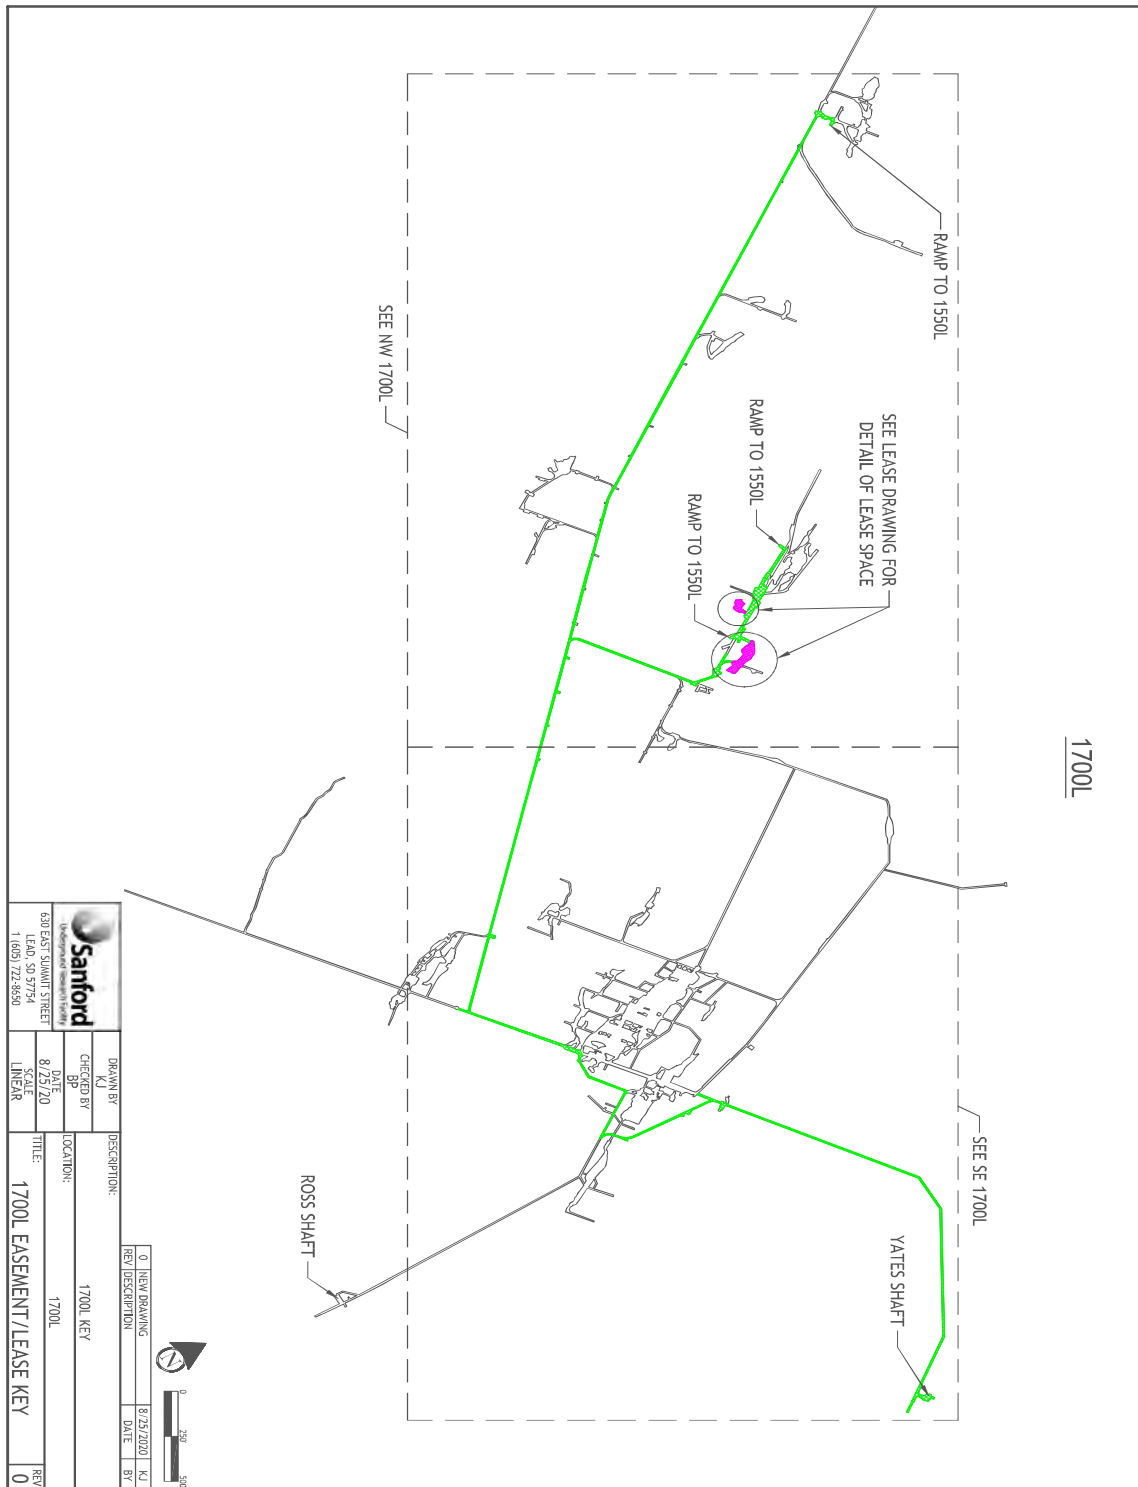 1700L
RAMP TO 1550L
SEE NW 1700L
SEE LEASE DRAWING FOR
DETAIL OF LEASE SPACE
RAMP TO 1550L
RAMP TO 1550L
SEE SE 1700L
YATES SHAFT
ROSS SHAFT
N
0
250'
500'
Sanford
Underground Research Facility
630 EAST SUMMIT STREET
LEAD, SD 57754
1 (605) 722-8650
DRAWN BY
KJ
CHECKED BY
BP
DATE
8/25/20
SCALE
LINEAR
0 NEW DRAWING 8/25/2020 KJ
REV DESCRIPTION DATE BY
DESCRIPTION:
1700L KEY
LOCATION:
1700L
TITLE:
1700L EASEMENT/LEASE KEY
REV
0